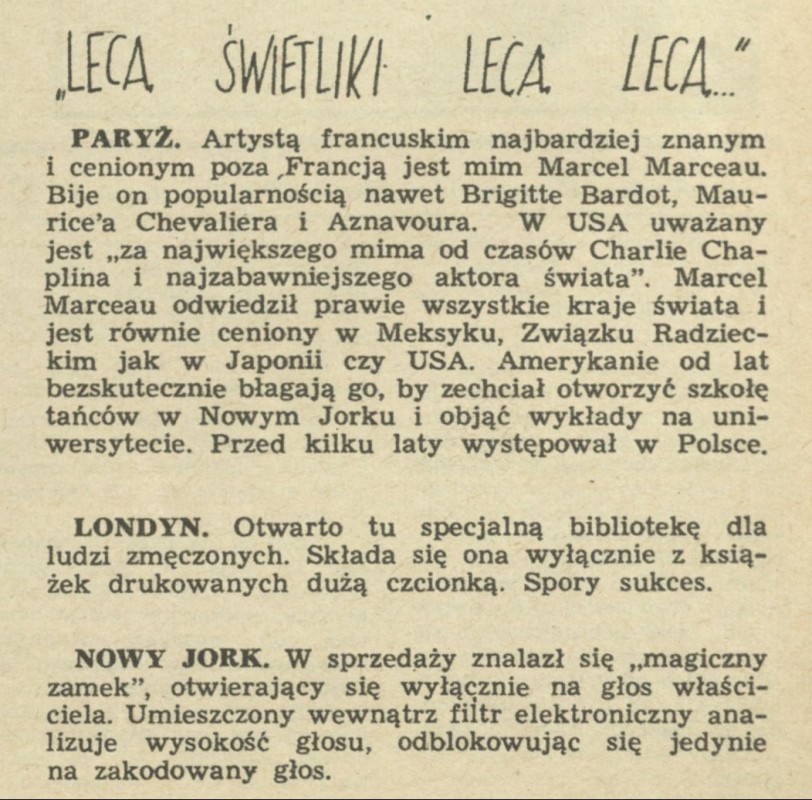 „LECĄ ŚWIETLIKI LECĄ LECĄ..."
PARYŻ. Artystą francuskim najbardziej znanym
i cenionym poza Francją jest mim Marcel Marceau.
Bije on popularnością nawet Brigitte Bardot, Mau-
rice'a Chevaliera i Aznavoura. W USA uważany
jest „za największego mima od czasów Charlie Cha-
plina i najzabawniejszego aktora świata”. Marcel
Marceau odwiedził prawie wszystkie kraje świata i
jest równie ceniony w Meksyku, Związku Radziec-
kim jak w Japonii czy USA. Amerykanie od lat
bezskutecznie błagają go, by zechciał otworzyć szkołę
tańców w Nowym Jorku i objąć wykłady na uni-
wersytecie. Przed kilku laty występował w Polsce.
LONDYN. Otwarto tu specjalną bibliotekę dla
ludzi zmęczonych. Składa się ona wyłącznie z ksią-
żek drukowanych dużą czcionką. Spory sukces.
NOWY JORK. W sprzedaży znalazł się „magiczny
zamek”, otwierający się wyłącznie na głos właści-
ciela. Umieszczony wewnątrz filtr elektroniczny ana-
lizuje wysokość głosu, odblokowując się jedynie
na zakodowany głos.